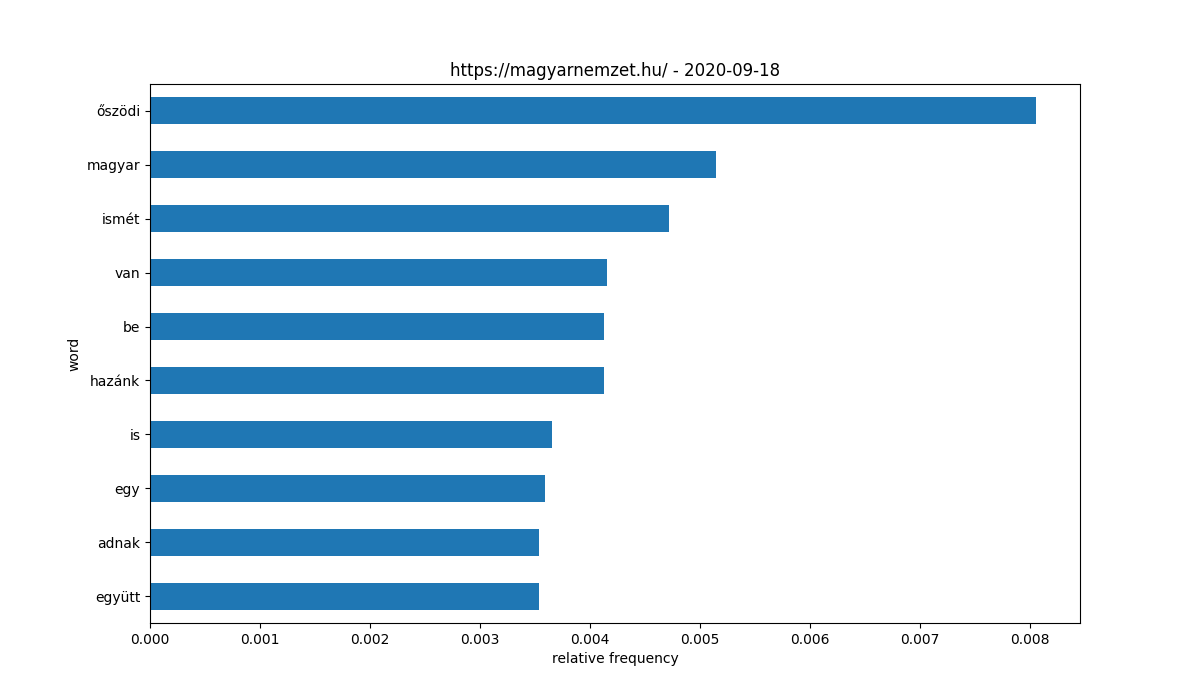 https://magyarnemzet.hu/ - 2020-09-18
őszödi
magyar
ismét
van
be
hazánk
is
egy
adnak
együtt
word
0.000 0.001 0.002 0.003 0.004 0.005 0.006 0.007 0.008
relative frequency